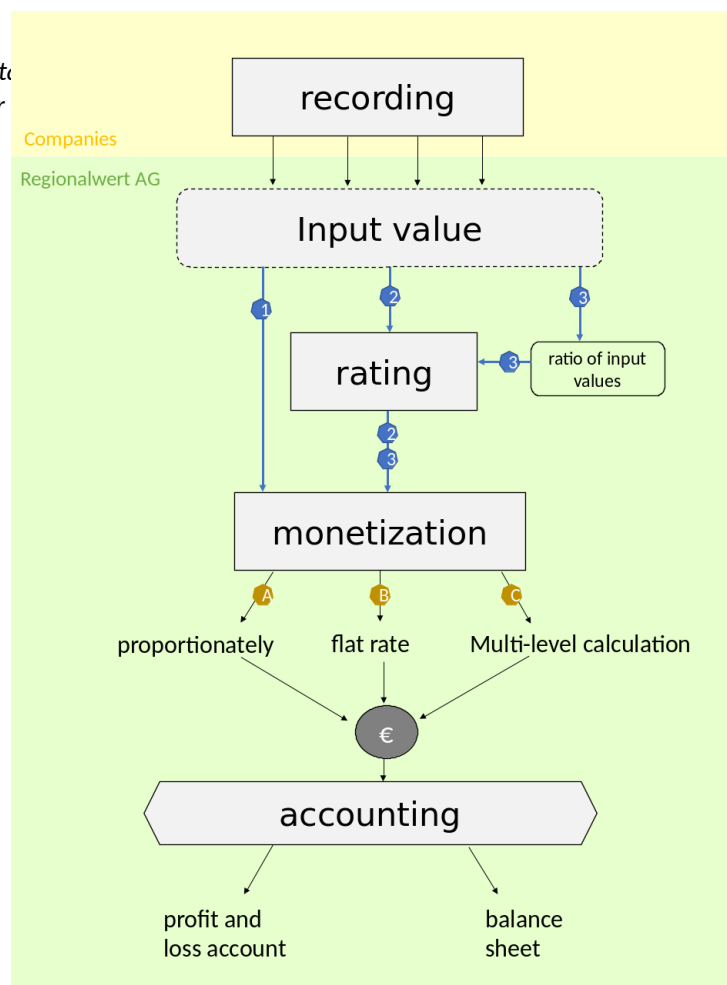 recording
Companies
Regionalwert AG
Input value
1
2
3
ratio of input
values
3
rating
2
3
monetization
A
B
C
proportionately
flat rate
Multi-level calculation
€
accounting
profit and
loss account
balance
sheet